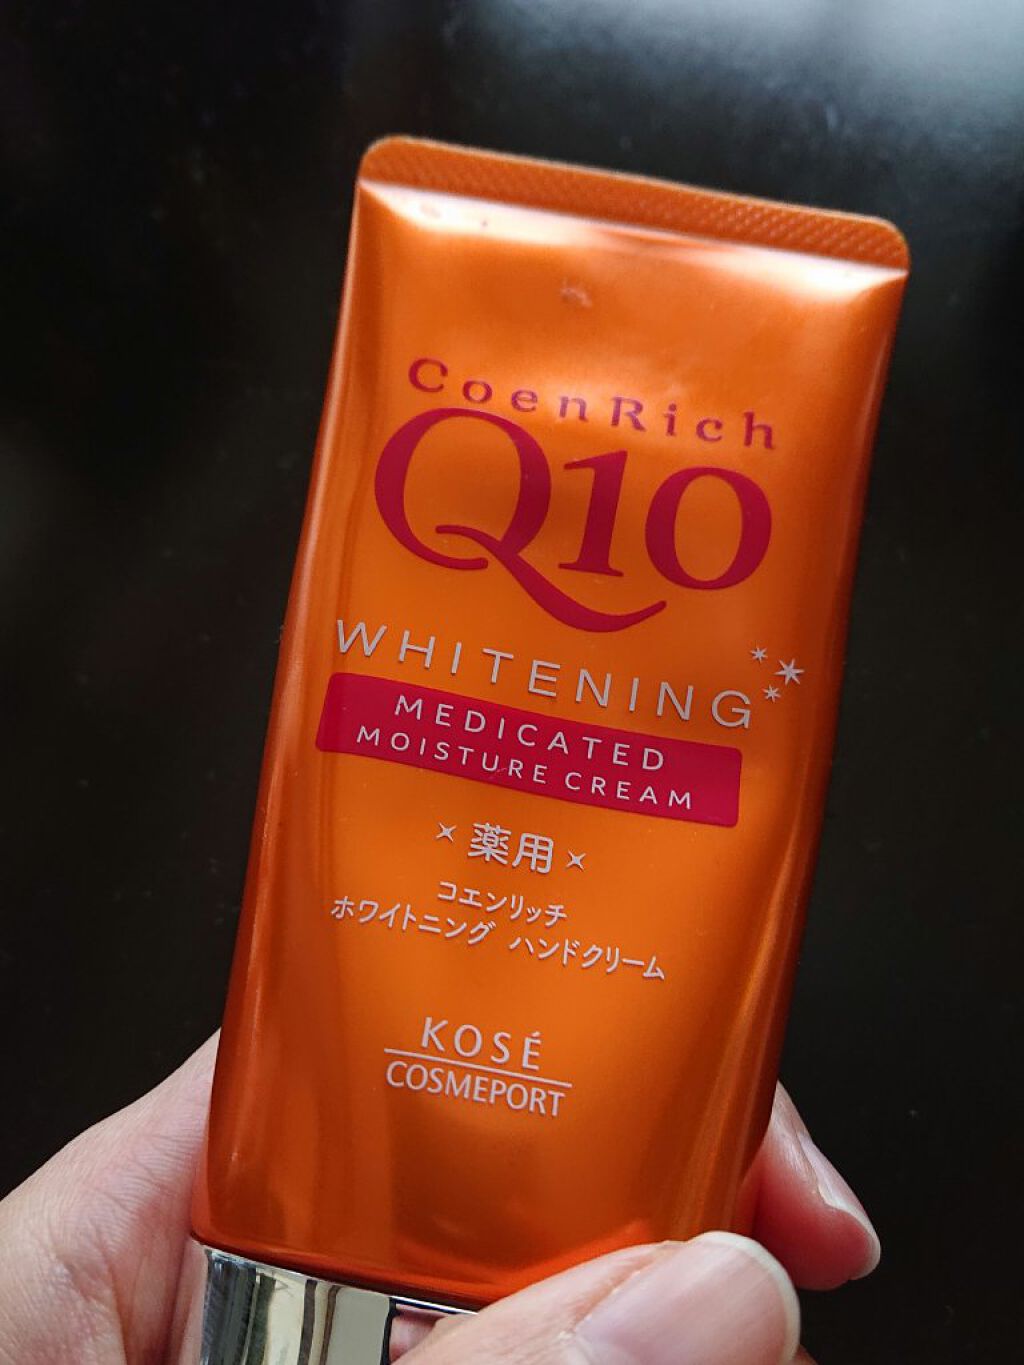 CoenRich
Q10
WHITENING
MEDICATED
MOISTURE CREAM
薬用
コエンリッチ
ホワイトニング ハンドクリーム
KOSÉ
COSMEPORT